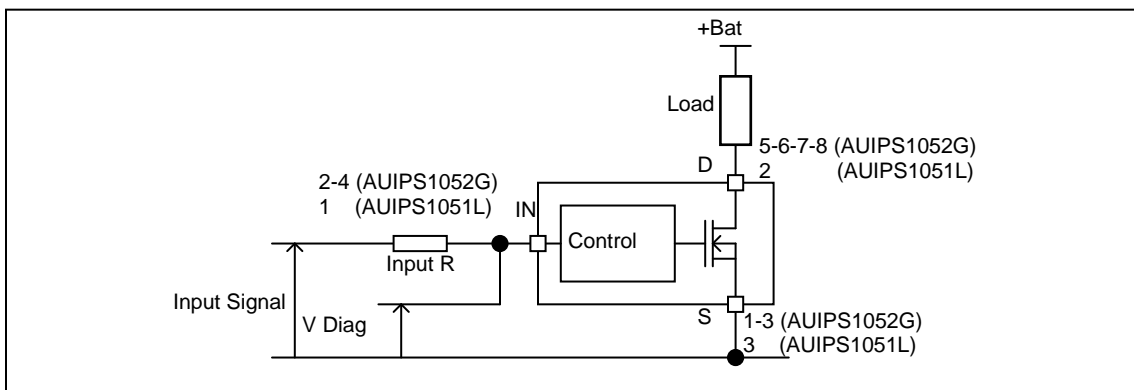 +Bat
Load
5-6-7-8 (AUIPS1052G)
D
2 (AUIPS1051L)
2-4 (AUIPS1052G)
1 (AUIPS1051L)
IN
Control
Input R
Input Signal
V Diag
S
1-3 (AUIPS1052G)
3 (AUIPS1051L)